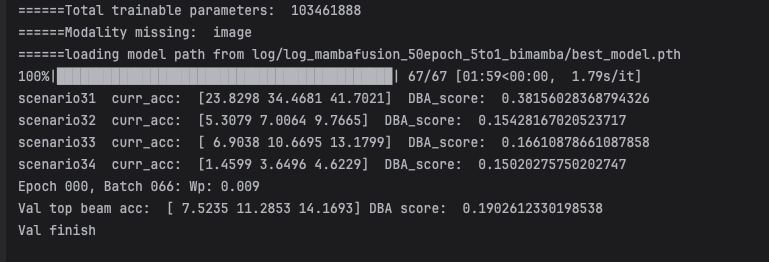 ======Total trainable parameters:  103461888
======Modality missing:  image
======loading model path from log/log_mambafusion_50epoch_5to1_bimamba/best_model.pth
100%|██████████████████████████████████████████| 67/67 [01:59<00:00,  1.79s/it]
scenario31  curr_acc:  [23.8298 34.4681 41.7021]  DBA_score:  0.38156028368794326
scenario32  curr_acc:  [5.3079 7.0064 9.7665]  DBA_score:  0.15428167020523717
scenario33  curr_acc:  [ 6.9038 10.6695 13.1799]  DBA_score:  0.16610878661087858
scenario34  curr_acc:  [1.4599 3.6496 4.6229]  DBA_score:  0.15020275750202747
Epoch 000, Batch 066: Wp: 0.009
Val top beam acc:  [ 7.5235 11.2853 14.1693] DBA score:  0.1902612330198538
Val finish